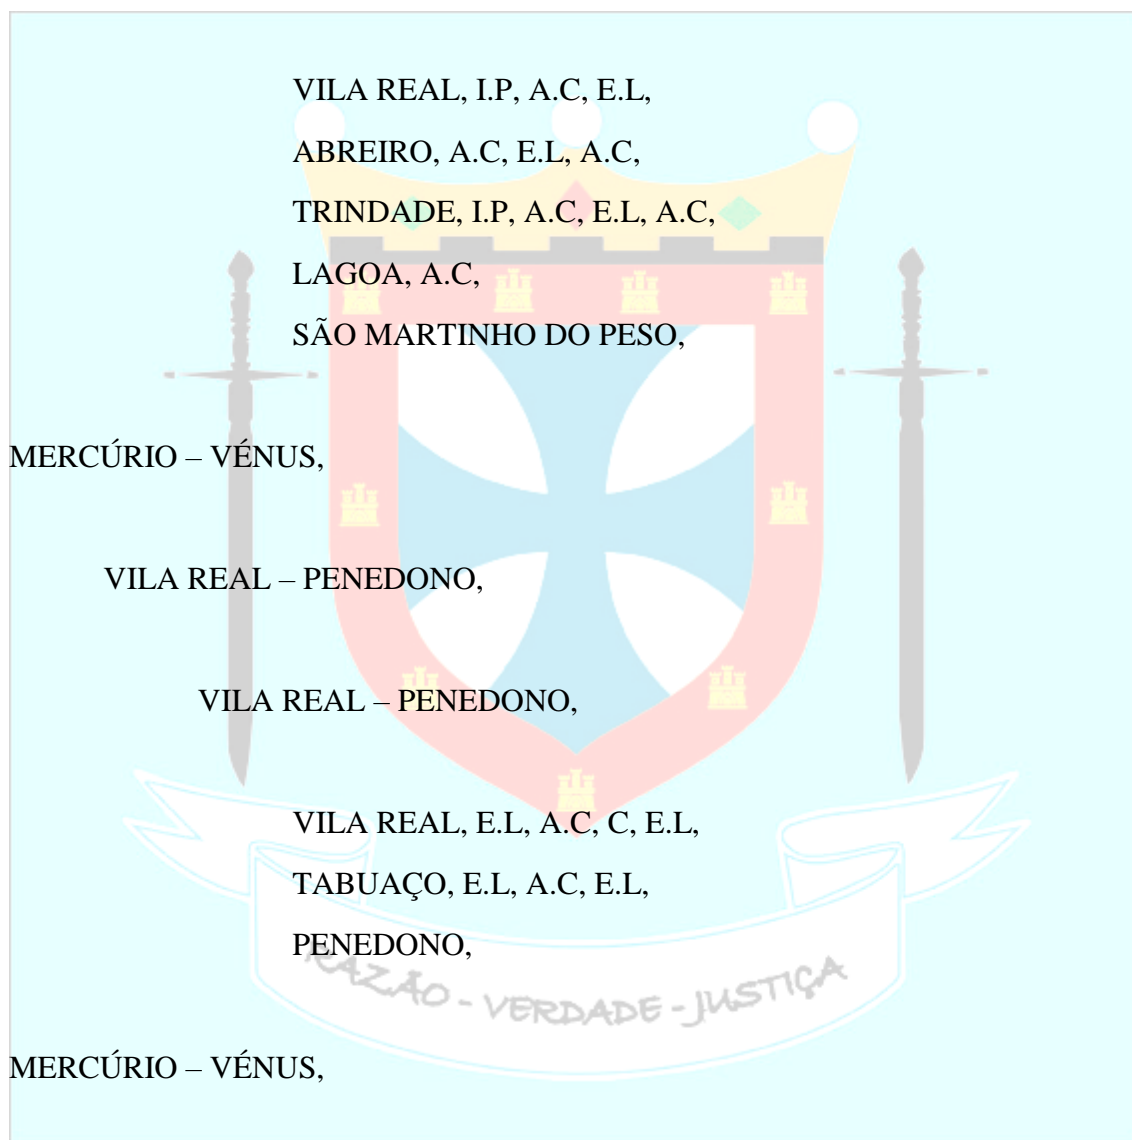 VILA REAL, I.P, A.C, E.L,
ABREIRO, A.C, E.L, A.C,
TRINDADE, I.P, A.C, E.L, A.C,
LAGOA, A.C,
SÃO MARTINHO DO PESO,
MERCÚRIO – VÉNUS,
VILA REAL – PENEDONO,
VILA REAL – PENEDONO,
VILA REAL, E.L, A.C, C, E.L,
TABUAÇO, E.L, A.C, E.L,
PENEDONO,
RAZÃO - VERDADE - JUSTIÇA
MERCÚRIO – VÉNUS,